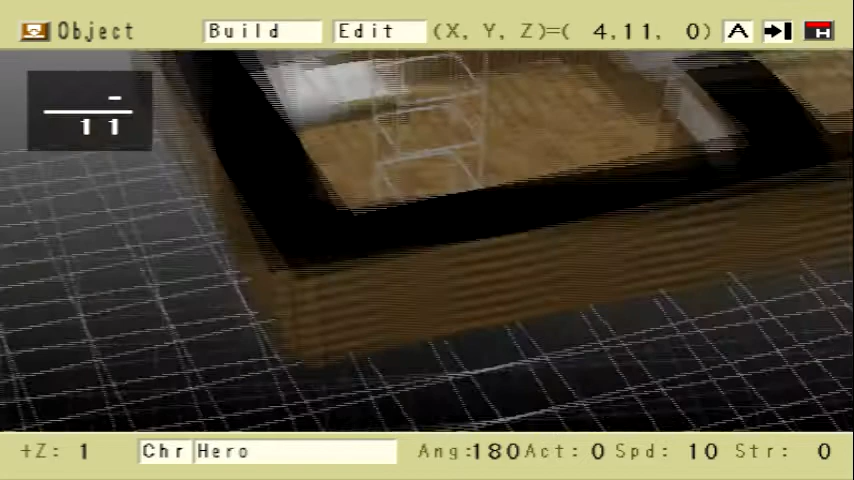 Object Build Edit (X, Y, Z)=( 4,11, 0) A H
-
11
+Z: 1 Chr Hero Ang:180 Act: 0 Spd: 10 Str: 0